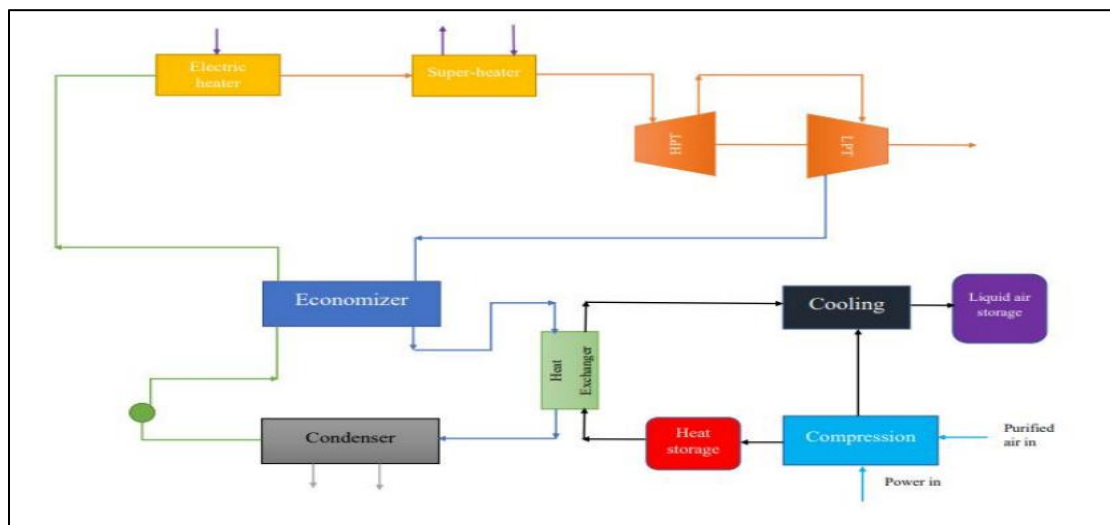 Electric
heater
Super-heater
HPT
LPT
Economizer
Cooling
Liquid air
storage
Heat
Exchanger
Condenser
Heat
storage
Compression
Purified
air in
Power in